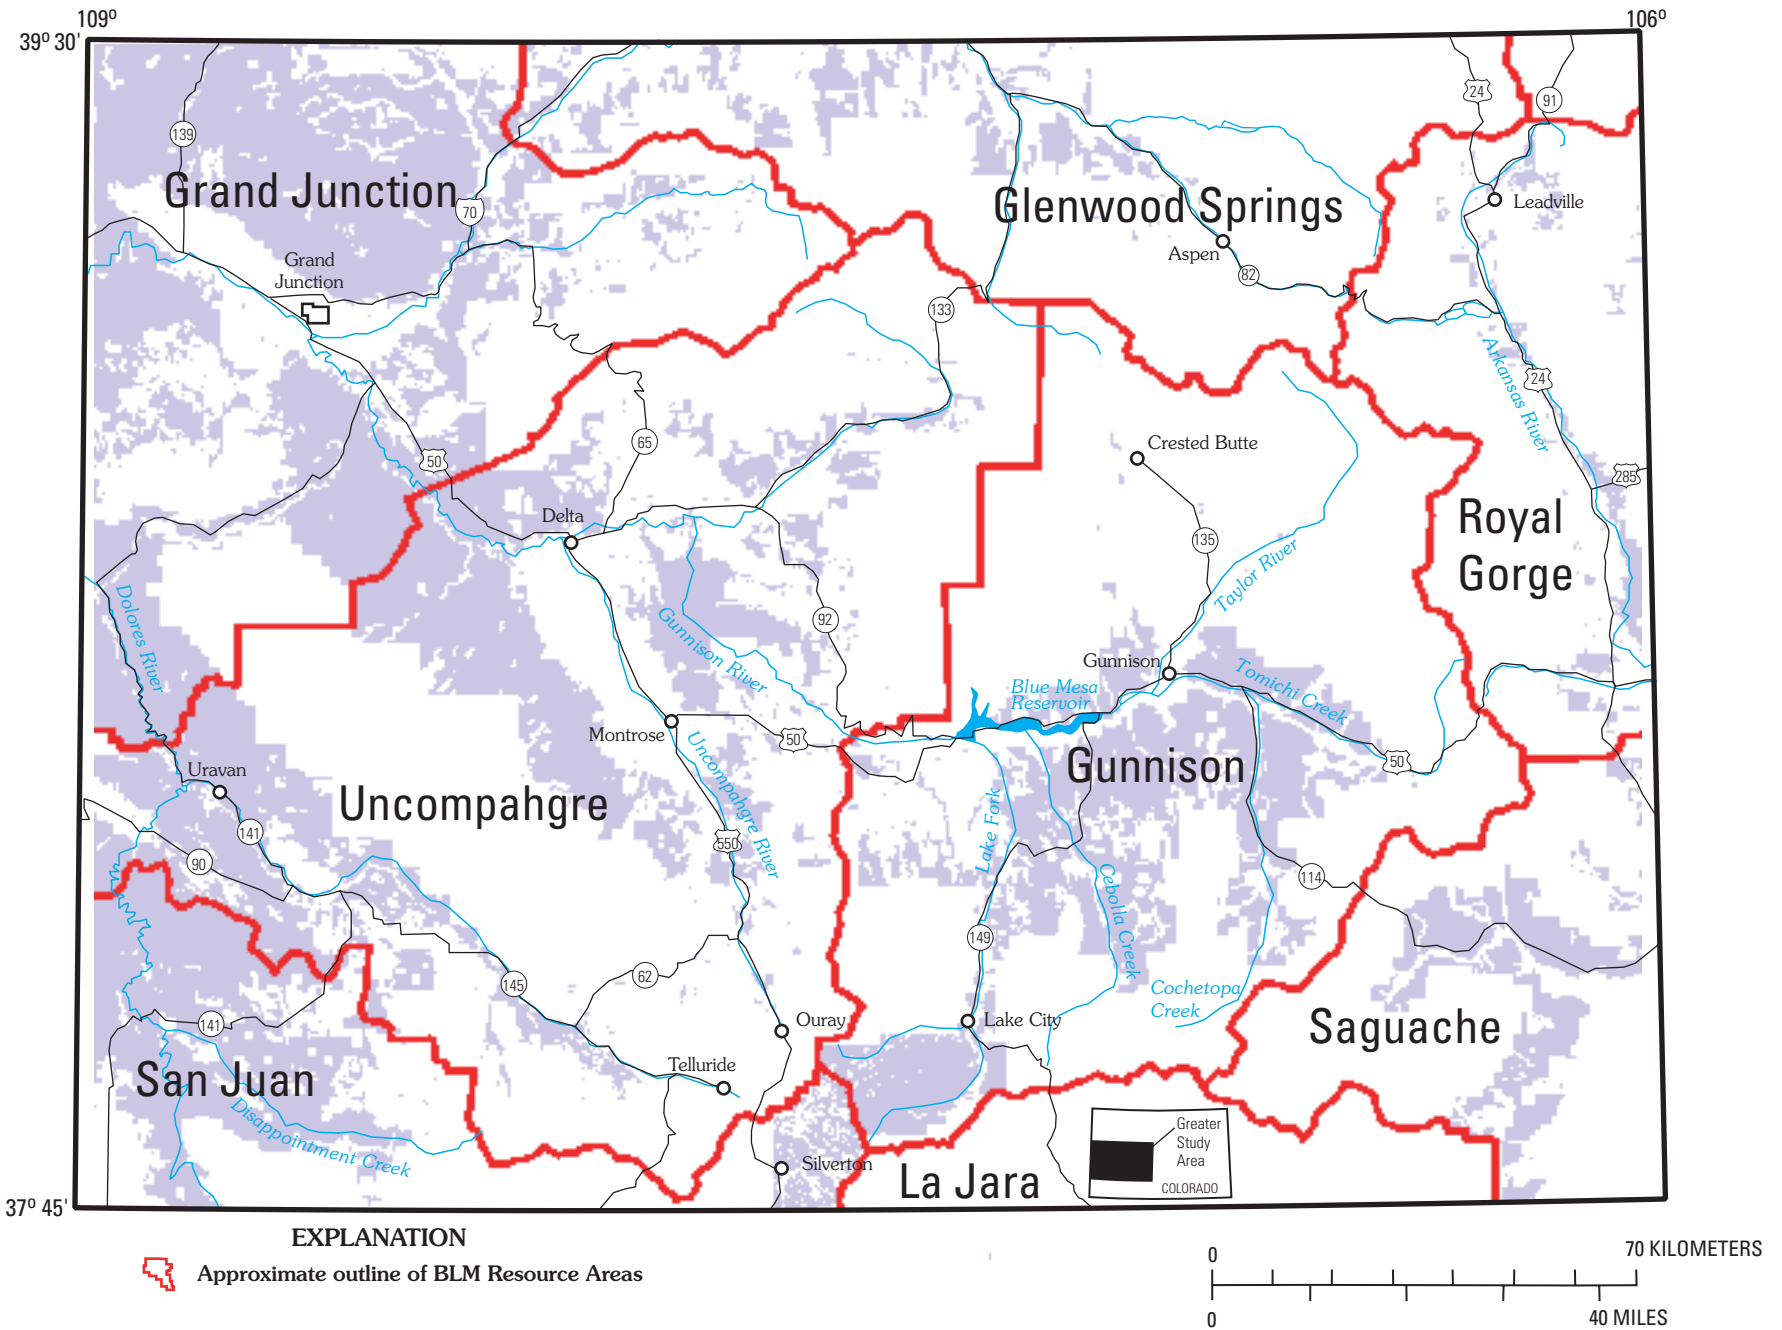 109º
106º
39º 30'
24
91
139
Grand Junction
70
Glenwood Springs
Leadville
Aspen
82
Grand
Junction
133
Arkansas River
24
65
50
Crested Butte
285
Delta
135
Royal
Gorge
Taylor River
Dolores River
92
Gunnison River
Gunnison
Tomichi Creek
Blue Mesa
Reservoir
Montrose
50
Uncompahgre River
Gunnison
50
Uravan
Uncompahgre
141
550
Lake Fork
90
Cebolla Creek
114
149
62
145
Cochetopa
Creek
141
Ouray
Lake City
Saguache
Telluride
San Juan
Disappointment Creek
Greater
Study
Area
COLORADO
Silverton
La Jara
37º 45'
EXPLANATION
Approximate outline of BLM Resource Areas
0
70 KILOMETERS
0
40 MILES